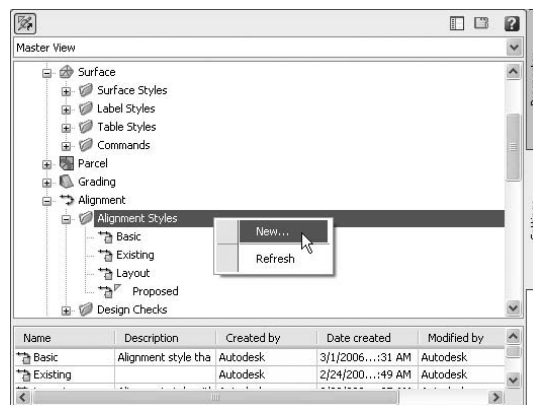 Master View
Surface
Surface Styles
Label Styles
Table Styles
Commands
Parcel
Grading
Alignment
Alignment Styles
Basic
Existing
Layout
Proposed
Design Checks
New...
Refresh
Name Description Created by Date created Modified by
Basic Alignment style tha Autodesk 3/1/2006...:31 AM Autodesk
Existing Autodesk 2/24/200...:49 AM Autodesk